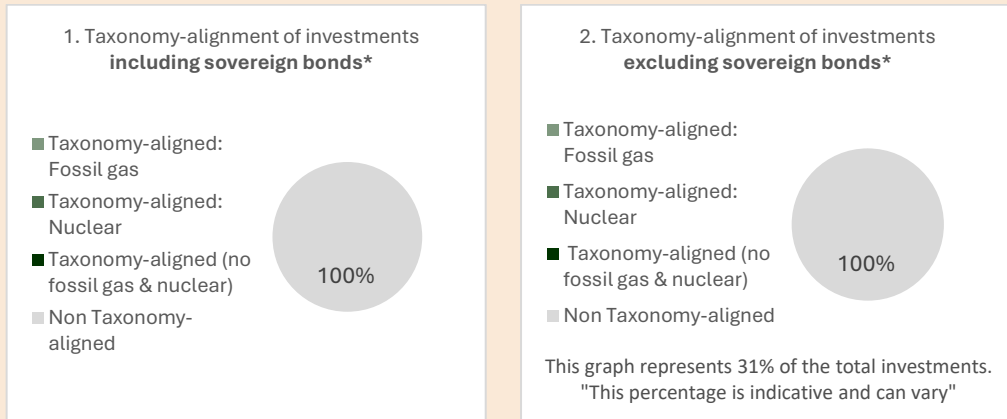 1. Taxonomy-alignment of investments
including sovereign bonds*
Taxonomy-aligned:
Fossil gas
Taxonomy-aligned:
Nuclear
Taxonomy-aligned (no
fossil gas & nuclear)
Non Taxonomy-
aligned
100%
2. Taxonomy-alignment of investments
excluding sovereign bonds*
Taxonomy-aligned:
Fossil gas
Taxonomy-aligned:
Nuclear
Taxonomy-aligned (no
fossil gas & nuclear)
Non Taxonomy-aligned
100%
This graph represents 31% of the total investments.
"This percentage is indicative and can vary"